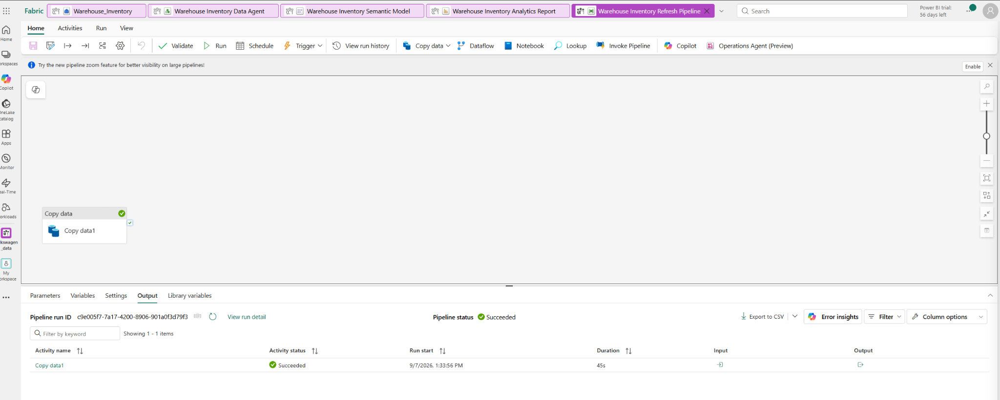 Fabric
Warehouse_Inventory
Warehouse Inventory Data Agent
Warehouse Inventory Semantic Model
Warehouse Inventory Analytics Report
Warehouse Inventory Refresh Pipeline
Search
Power BI trial:
56 days left
Home
Activities
Run
View
Validate
Run
Schedule
Trigger
View run history
Copy data
Dataflow
Notebook
Lookup
Invoke Pipeline
Copilot
Operations Agent (Preview)
Try the new pipeline zoom feature for better visibility on large pipelines!
Enable
Home
orkspaces
Copilot
OneLake
catalog
Apps
Monitor
eal-Time
orkloads
lkswagen
_data
My
orkspace
Copy data
Copy data1
Parameters
Variables
Settings
Output
Library variables
Pipeline run ID c9e005f7-7a17-4200-8906-901a0f3d79f3
View run detail
Pipeline status Succeeded
Export to CSV
Error insights
Filter
Column options
Filter by keyword
Showing 1 - 1 items
Activity name Activity status Run start Duration Input Output
Copy data1 Succeeded 9/7/2026, 1:33:56 PM 45s